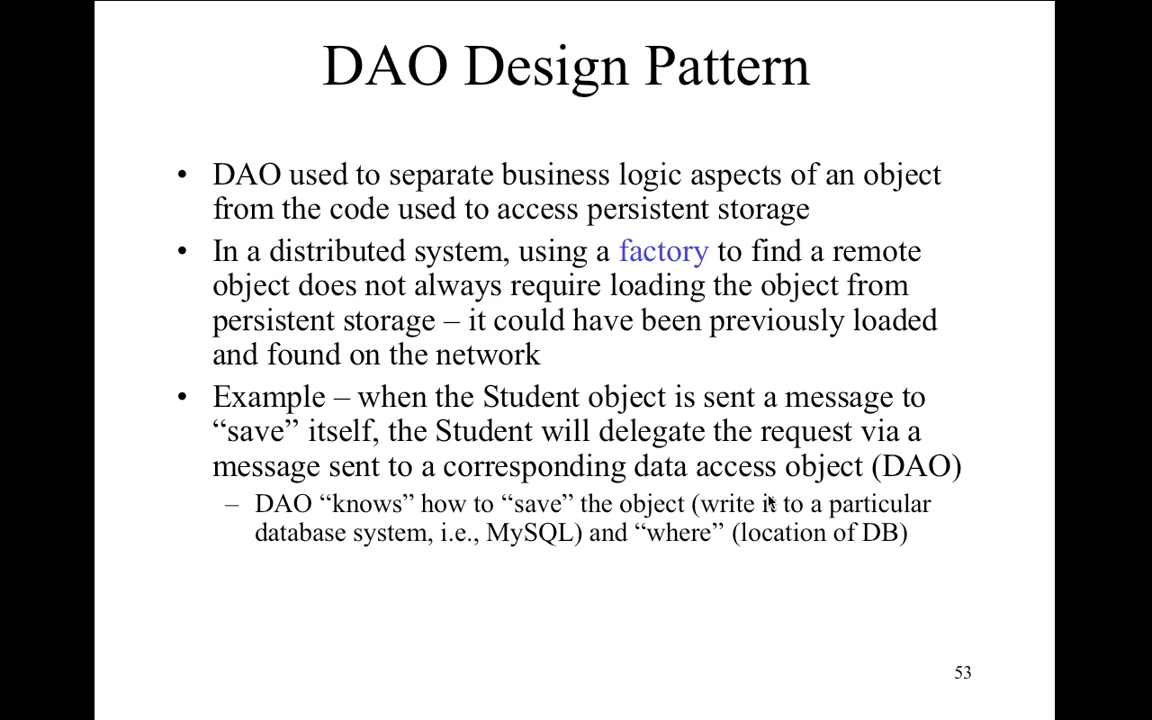 DAO Design Pattern
• DAO used to separate business logic aspects of an object
from the code used to access persistent storage
• In a distributed system, using a factory to find a remote
object does not always require loading the object from
persistent storage – it could have been previously loaded
and found on the network
• Example – when the Student object is sent a message to
“save” itself, the Student will delegate the request via a
message sent to a corresponding data access object (DAO)
– DAO “knows” how to “save” the object (write it to a particular
database system, i.e., MySQL) and “where” (location of DB)
53